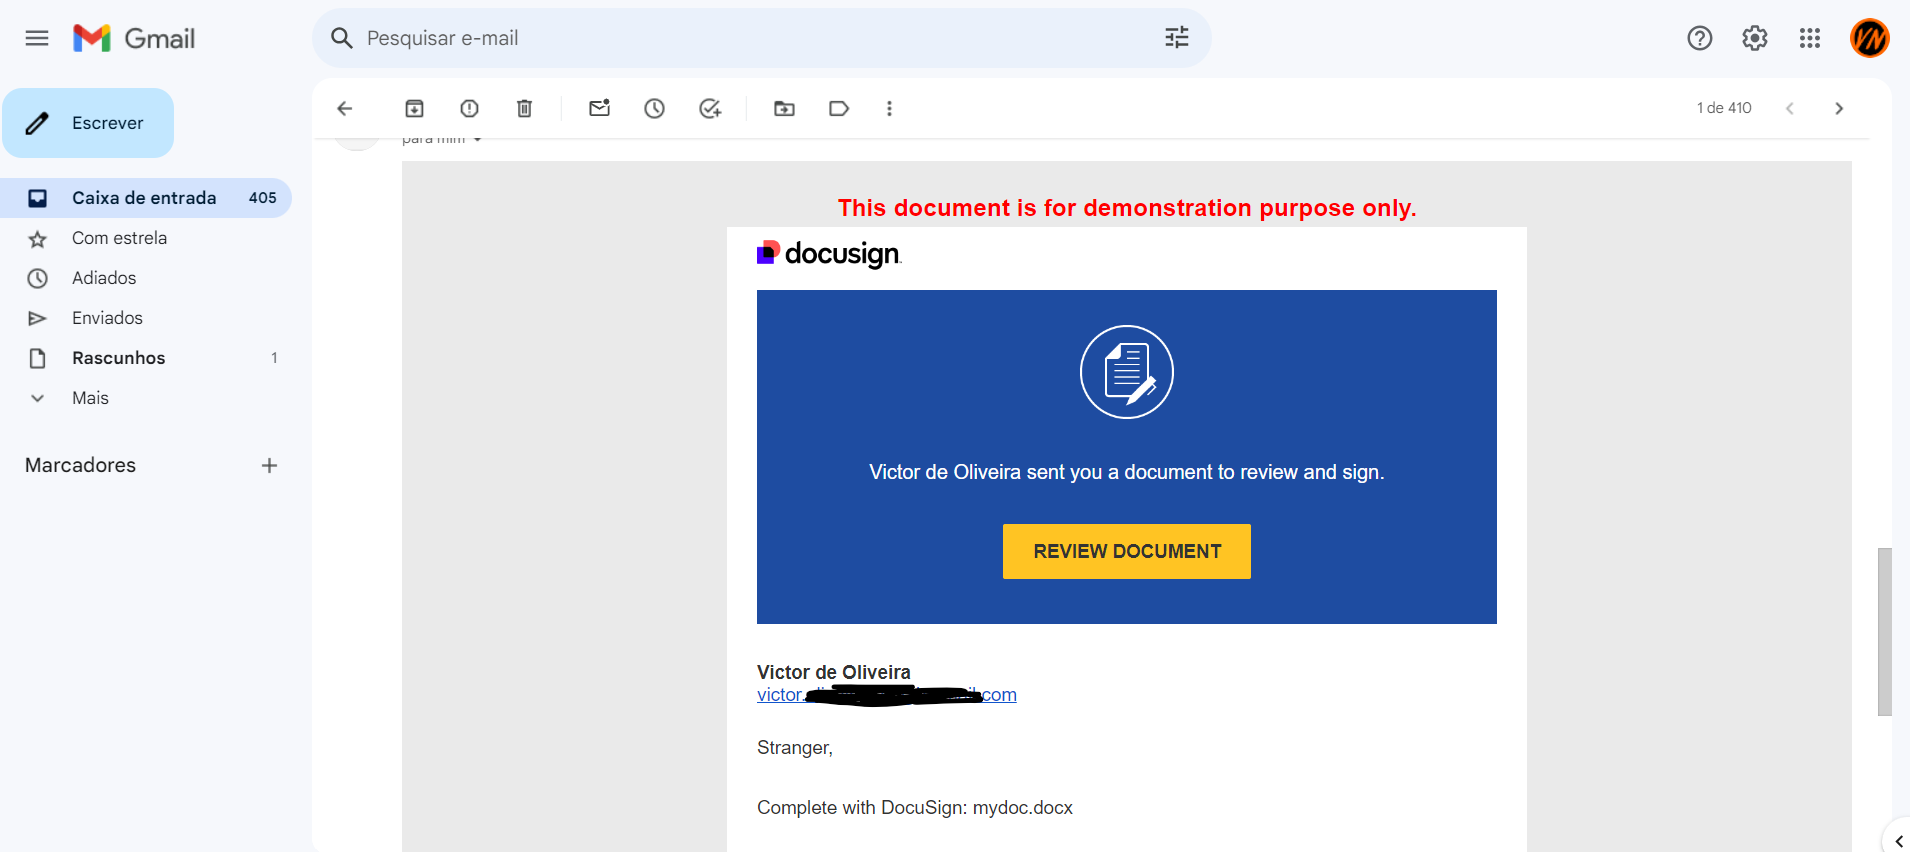 Gmail
Pesquisar e-mail
Escrever
1 de 410
para mim
Caixa de entrada 405
Com estrela
Adiados
Enviados
Rascunhos 1
Mais
Marcadores
This document is for demonstration purpose only.
docusign
Victor de Oliveira sent you a document to review and sign.
REVIEW DOCUMENT
Victor de Oliveira
victor. .com
Stranger,
Complete with DocuSign: mydoc.docx